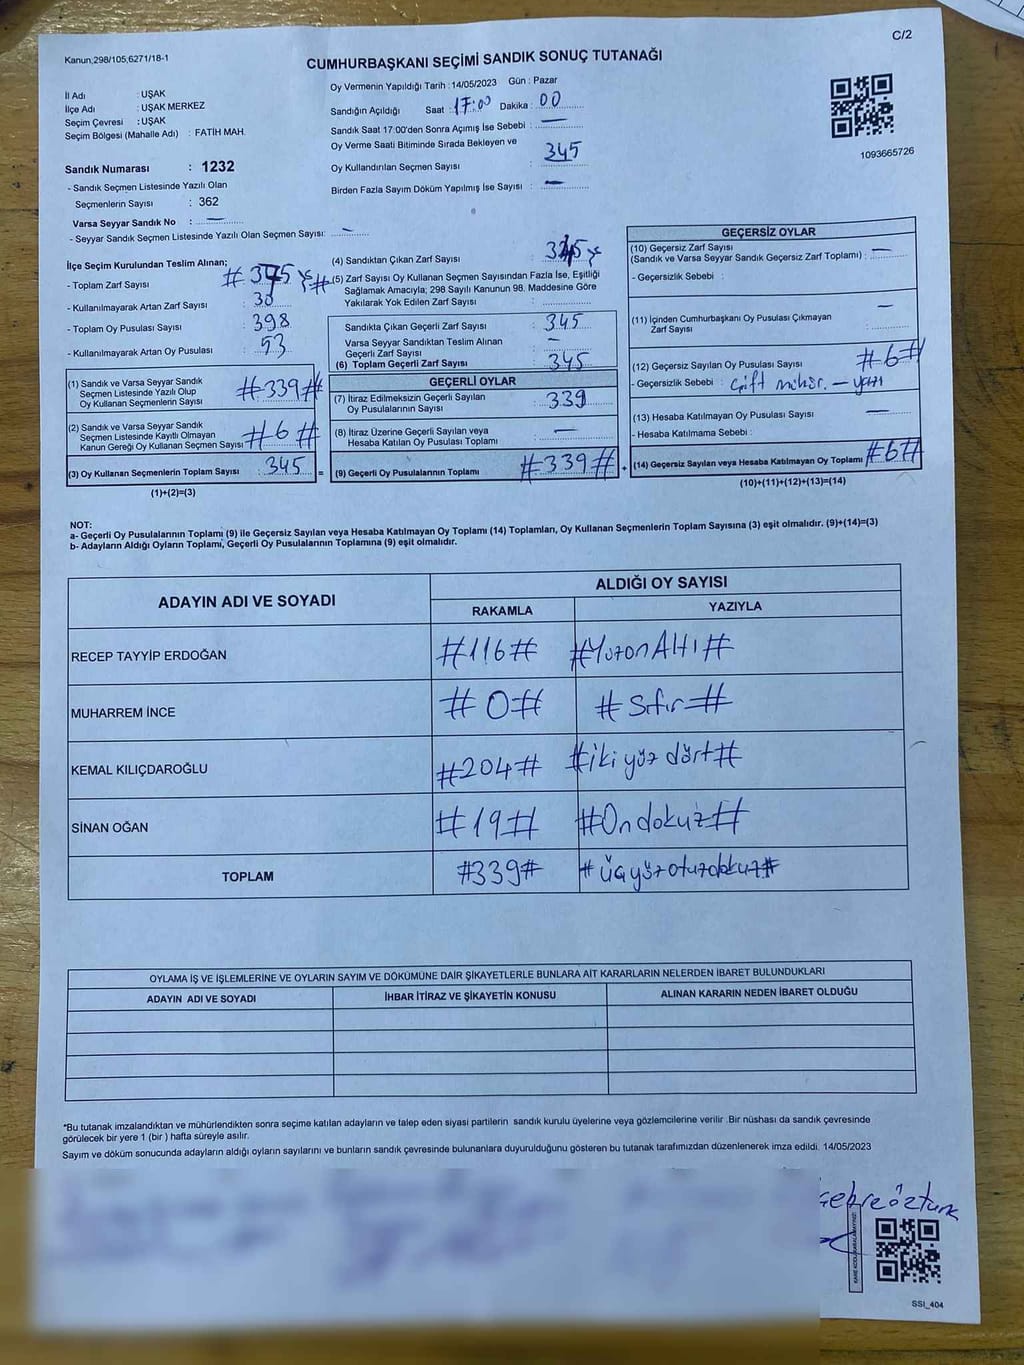 C/2
Kanun,298/105,6271/18-1
CUMHURBAŞKANI SEÇİMİ SANDIK SONUÇ TUTANAĞI
İl Adı : UŞAK
İlçe Adı : UŞAK MERKEZ
Seçim Çevresi : UŞAK
Seçim Bölgesi (Mahalle Adı) : FATİH MAH.
Sandık Numarası : 1232
- Sandık Seçmen Listesinde Yazılı Olan
Seçmenlerin Sayısı : 362
Varsa Seyyar Sandık No : —
- Seyyar Sandık Seçmen Listesinde Yazılı Olan Seçmen Sayısı: —
Oy Vermenin Yapıldığı Tarih : 14/05/2023 Gün : Pazar
Sandığın Açıldığı Saat : 17:00 Dakika : 00
Sandık Saat 17.00'den Sonra Açımış İse Sebebi : —
Oy Verme Saati Bitiminde Sırada Bekleyen ve
Oy Kullandırılan Seçmen Sayısı : 345
Birden Fazla Sayım Döküm Yapılmış İse Sayısı : —
1093665726
İlçe Seçim Kurulundan Teslim Alınan;
- Toplam Zarf Sayısı :
- Kullanılmayarak Artan Zarf Sayısı : 30
- Toplam Oy Pusulası Sayısı : 398
- Kullanılmayarak Artan Oy Pusulası : 53
(1) Sandık ve Varsa Seyyar Sandık
Seçmen Listesinde Yazılı Olup
Oy Kullanan Seçmenlerin Sayısı #339#
(2) Sandık ve Varsa Seyyar Sandık
Seçmen Listesinde Kayıtlı Olmayan
Kanun Gereği Oy Kullanan Seçmen Sayısı #6#
(3) Oy Kullanan Seçmenlerin Toplam Sayısı : 345 =
(1)+(2)=(3)
(4) Sandıktan Çıkan Zarf Sayısı :
(5) Zarf Sayısı Oy Kullanan Seçmen Sayısından Fazla İse, Eşitliği
Sağlamak Amacıyla; 298 Sayılı Kanunun 98. Maddesine Göre
Yakılarak Yok Edilen Zarf Sayısı :
Sandıkta Çıkan Geçerli Zarf Sayısı : 345
Varsa Seyyar Sandıktan Teslim Alınan
Geçerli Zarf Sayısı : —
(6) Toplam Geçerli Zarf Sayısı : 345
GEÇERLİ OYLAR
(7) İtiraz Edilmeksizin Geçerli Sayılan
Oy Pusulalarının Sayısı : 339
(8) İtiraz Üzerine Geçerli Sayılan veya
Hesaba Katılan Oy Pusulası Toplamı : —
(9) Geçerli Oy Pusulalarının Toplamı #339# +
GEÇERSİZ OYLAR
(10) Geçersiz Zarf Sayısı
(Sandık ve Varsa Seyyar Sandık Geçersiz Zarf Toplamı) : —
- Geçersizlik Sebebi :
(11) İçinden Cumhurbaşkanı Oy Pusulası Çıkmayan
Zarf Sayısı : —
(12) Geçersiz Sayılan Oy Pusulası Sayısı : #6#
- Geçersizlik Sebebi : Çift mühür. – yazı
(13) Hesaba Katılmayan Oy Pusulası Sayısı : —
- Hesaba Katılmama Sebebi :
(14) Geçersiz Sayılan veya Hesaba Katılmayan Oy Toplamı #6#
(10)+(11)+(12)+(13)=(14)
NOT:
a- Geçerli Oy Pusulalarının Toplamı (9) ile Geçersiz Sayılan veya Hesaba Katılmayan Oy Toplamı (14) Toplamları, Oy Kullanan Seçmenlerin Toplam Sayısına (3) eşit olmalıdır. (9)+(14)=(3)
b- Adayların Aldığı Oyların Toplamı, Geçerli Oy Pusulalarının Toplamına (9) eşit olmalıdır.
ADAYIN ADI VE SOYADI
ALDIĞI OY SAYISI
RAKAMLA YAZIYLA
RECEP TAYYİP ERDOĞAN #116# #YüzonAltı#
MUHARREM İNCE #0# #Sıfır#
KEMAL KILIÇDAROĞLU #204# #iki yüz dört#
SİNAN OĞAN #19# #On dokuz#
TOPLAM #339# #üçyüzotuzdokuz#
OYLAMA İŞ VE İŞLEMLERİNE VE OYLARIN SAYIM VE DÖKÜMÜNE DAİR ŞİKAYETLERLE BUNLARA AİT KARARLARIN NELERDEN İBARET BULUNDUKLARI
ADAYIN ADI VE SOYADI İHBAR İTİRAZ VE ŞİKAYETİN KONUSU ALINAN KARARIN NEDEN İBARET OLDUĞU
*Bu tutanak imzalandıktan ve mühürlendikten sonra seçime katılan adayların ve talep eden siyasi partilerin sandık kurulu üyelerine veya gözlemcilerine verilir. Bir nüshası da sandık çevresinde
görülecek bir yere 1 (bir ) hafta süreyle asılır.
Sayım ve döküm sonucunda adayların aldığı oyların sayılarını ve bunların sandık çevresinde bulunanlara duyurulduğunu gösteren bu tutanak tarafımızdan düzenlenerek imza edildi. 14/05/2023
öztürk
SSI_404